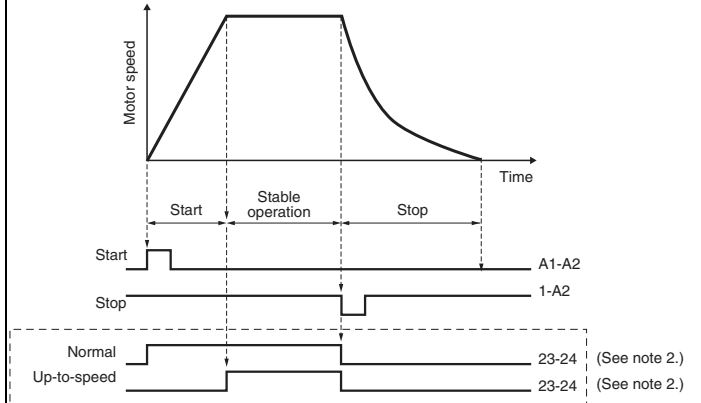 Motor speed
Time
Start
Stable
operation
Stop
Start
A1-A2
Stop
1-A2
Normal
23-24
(See note 2.)
Up-to-speed
23-24
(See note 2.)